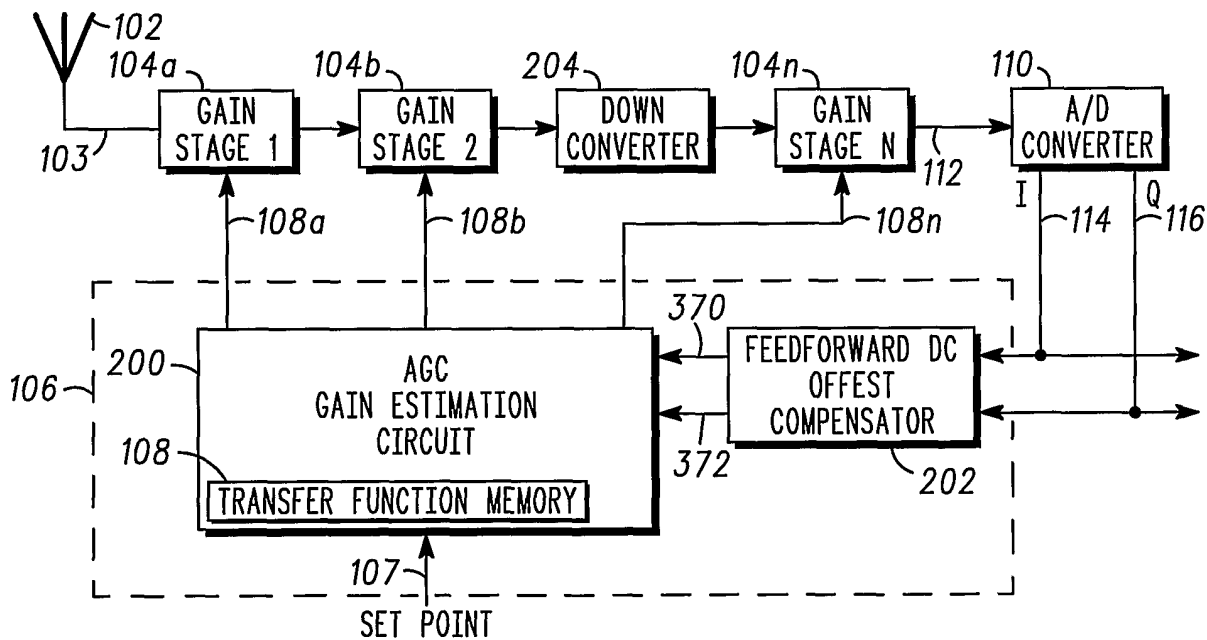 102
104a
104b
204
104n
110
GAIN
STAGE 1
GAIN
STAGE 2
DOWN
CONVERTER
GAIN
STAGE N
A/D
CONVERTER
103
112
I
Q
108a
108b
108n
114
116
106
200
AGC
GAIN ESTIMATION
CIRCUIT
108
TRANSFER FUNCTION MEMORY
370
372
FEEDFORWARD DC
OFFEST
COMPENSATOR
202
107
SET POINT